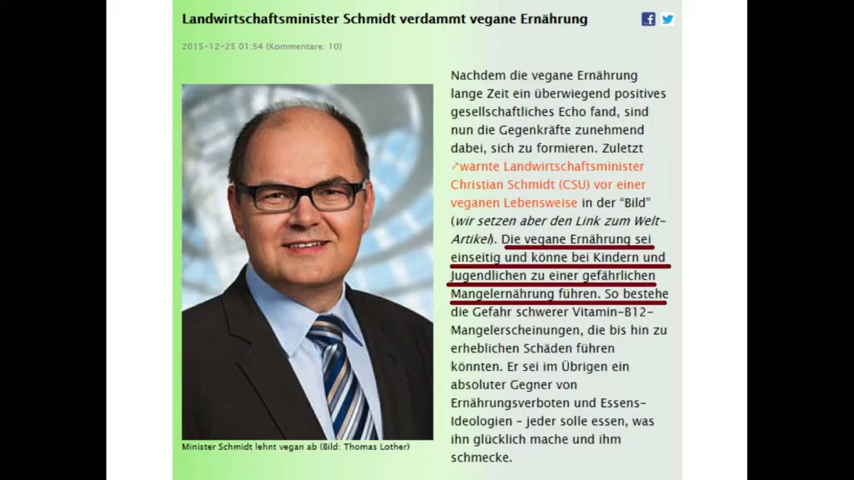 Landwirtschaftsminister Schmidt verdammt vegane Ernährung
2015-12-25 01:54 (Kommentare: 10)
Nachdem die vegane Ernährung
lange Zeit ein überwiegend positives
gesellschaftliches Echo fand, sind
nun die Gegenkräfte zunehmend
dabei, sich zu formieren. Zuletzt
↗warnte Landwirtschaftsminister
Christian Schmidt (CSU) vor einer
veganen Lebensweise in der “Bild”
(wir setzen aber den Link zum Welt-
Artikel). Die vegane Ernährung sei
einseitig und könne bei Kindern und
Jugendlichen zu einer gefährlichen
Mangelernährung führen. So bestehe
die Gefahr schwerer Vitamin-B12-
Mangelerscheinungen, die bis hin zu
erheblichen Schäden führen
könnten. Er sei im Übrigen ein
absoluter Gegner von
Ernährungsverboten und Essens-
Ideologien – jeder solle essen, was
ihn glücklich mache und ihm
schmecke.
Minister Schmidt lehnt vegan ab (Bild: Thomas Lother)